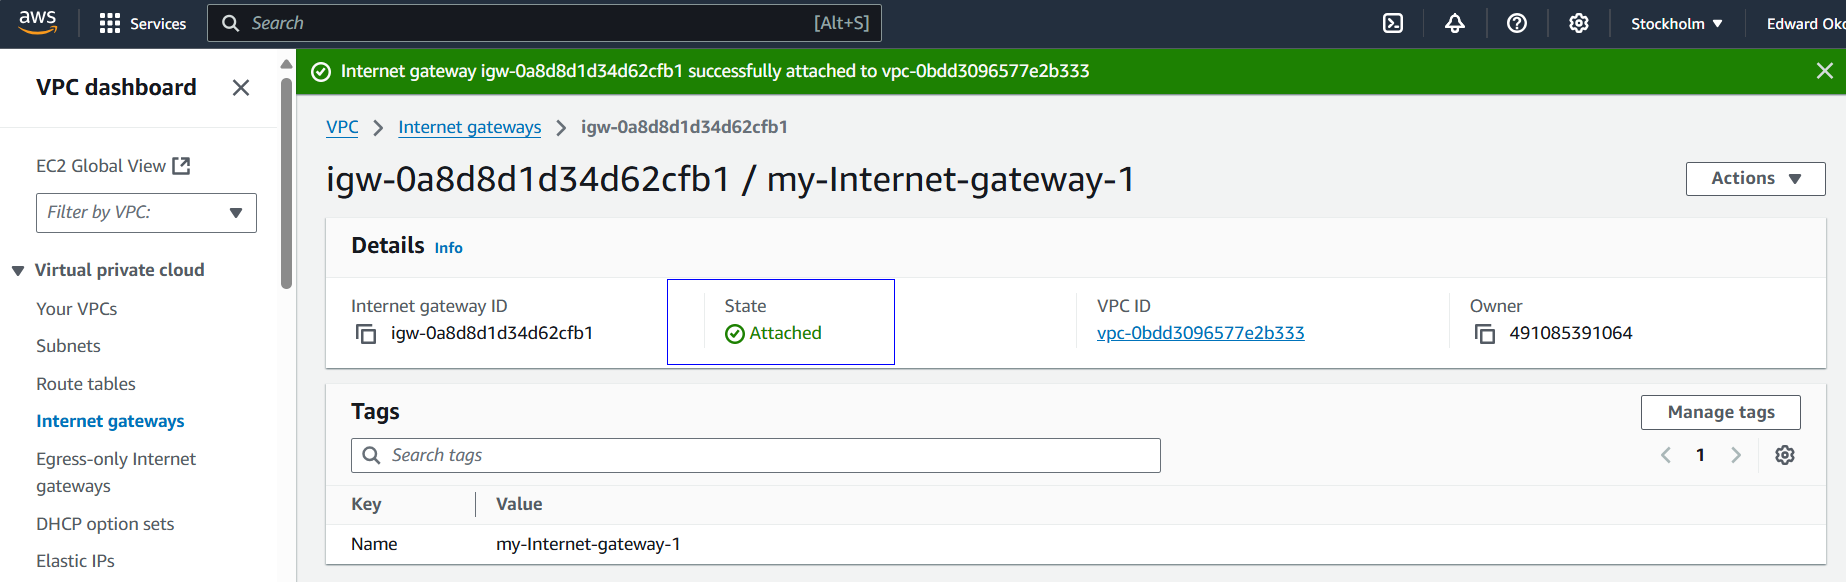 aws
Services
Search
[Alt+S]
Stockholm
Edward Oko
VPC dashboard
EC2 Global View
Filter by VPC:
Virtual private cloud
Your VPCs
Subnets
Route tables
Internet gateways
Egress-only Internet
gateways
DHCP option sets
Elastic IPs
Internet gateway igw-0a8d8d1d34d62cfb1 successfully attached to vpc-0bdd3096577e2b333
VPC > Internet gateways > igw-0a8d8d1d34d62cfb1
igw-0a8d8d1d34d62cfb1 / my-Internet-gateway-1
Actions
Details Info
Internet gateway ID
igw-0a8d8d1d34d62cfb1
State
Attached
VPC ID
vpc-0bdd3096577e2b333
Owner
491085391064
Tags
Manage tags
Search tags
1
Key Value
Name my-Internet-gateway-1